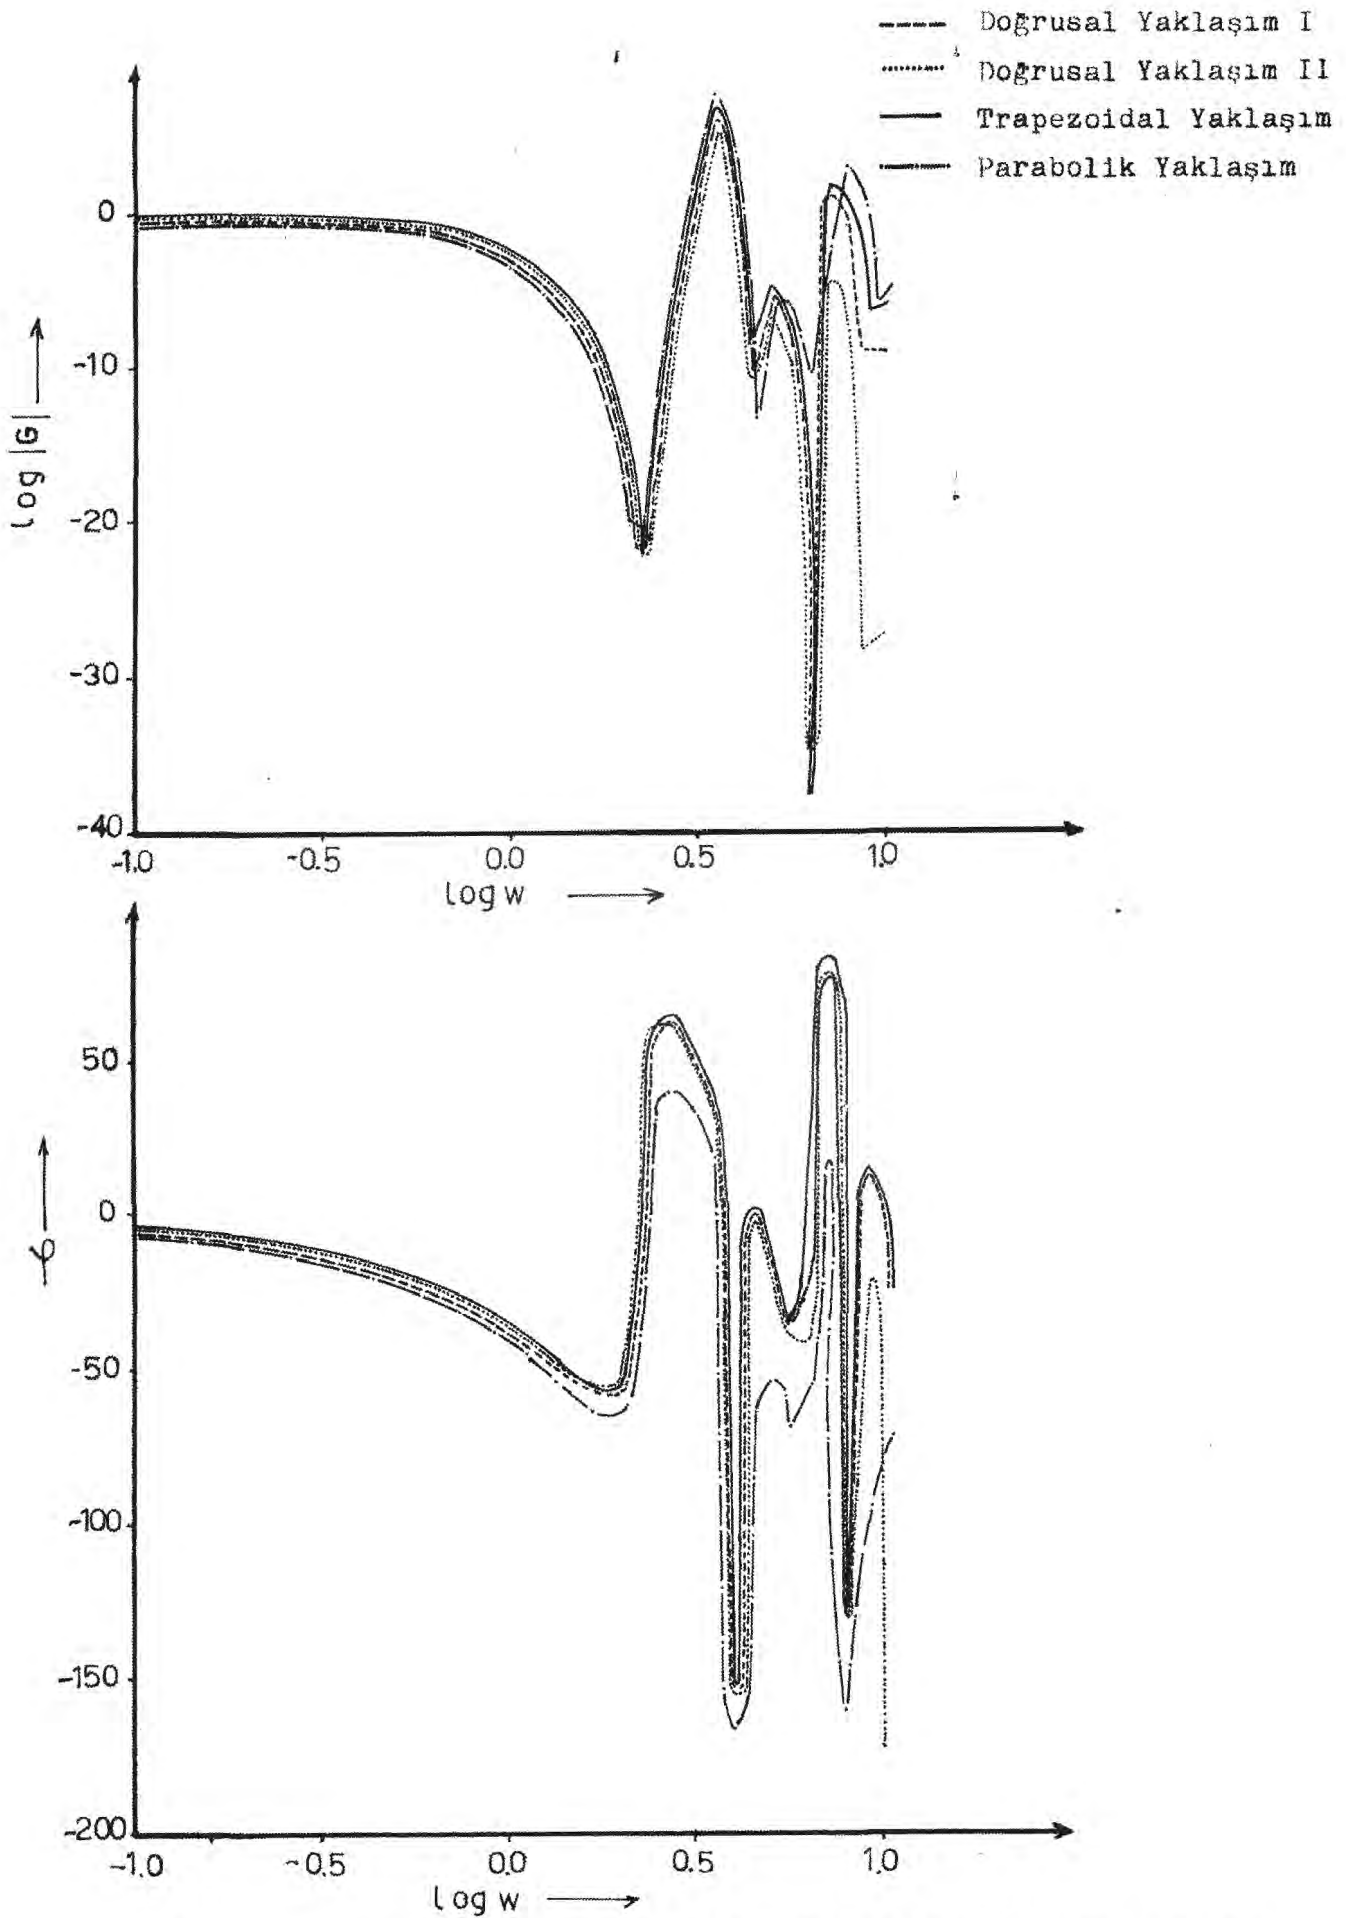 Doğrusal Yaklaşım I
Doğrusal Yaklaşım II
Trapezoidal Yaklaşım
Parabolik Yaklaşım
0
-10
-20
-30
-40
log |G|
-1.0 -0.5 0.0 0.5 1.0
log w
50
0
-50
-100
-150
-200
φ
-1.0 -0.5 0.0 0.5 1.0
log w